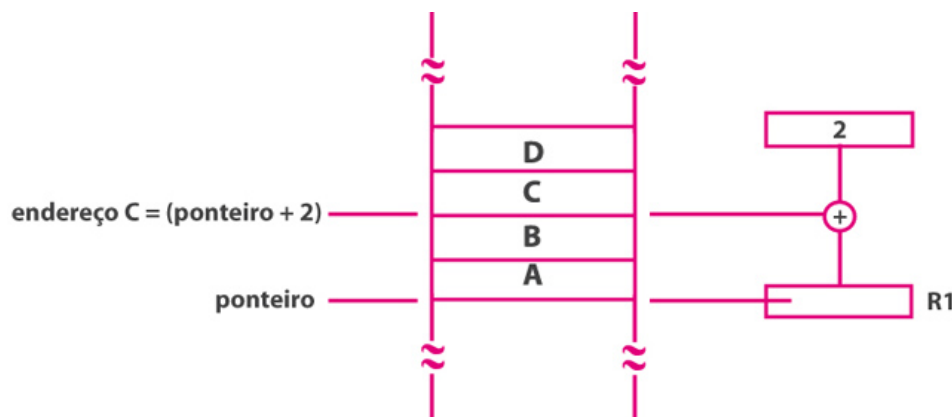 2
D
C
endereço C = (ponteiro + 2)
+
B
A
ponteiro
R1